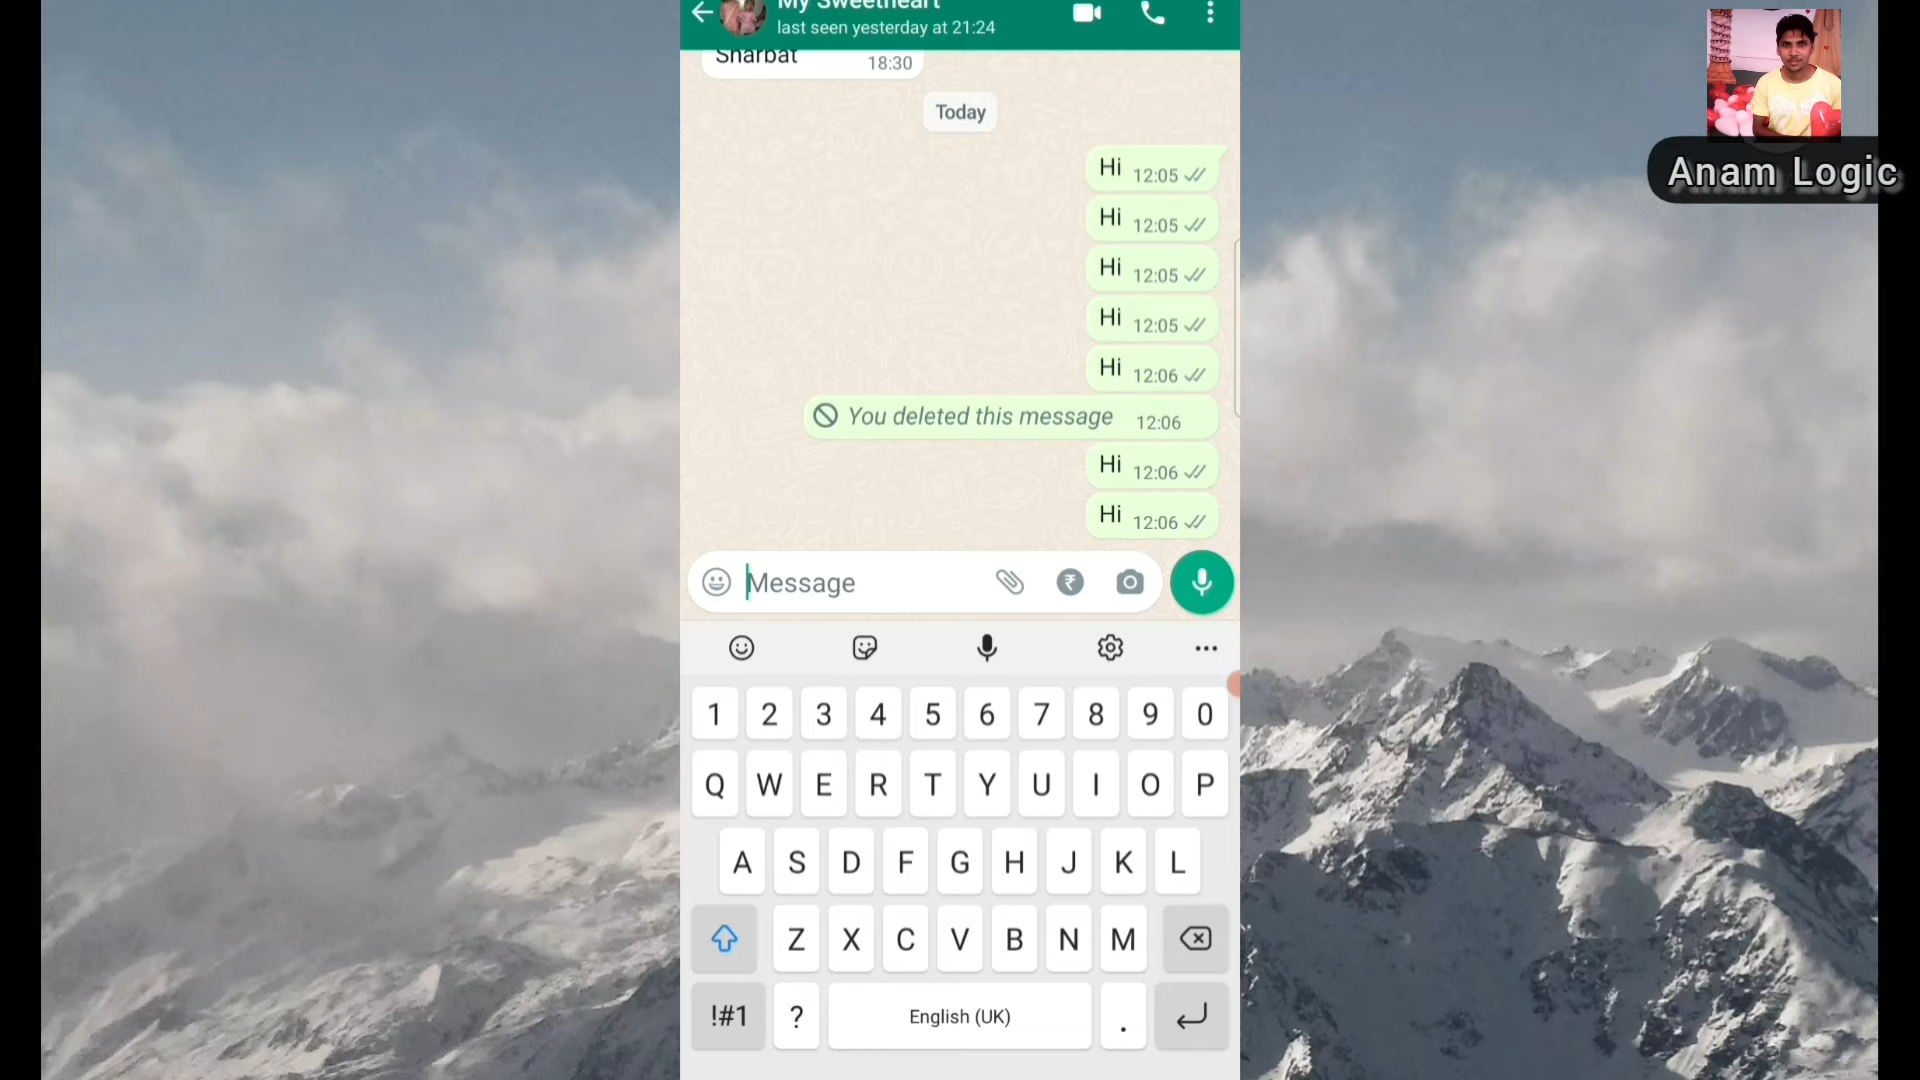 My Sweetheart
last seen yesterday at 21:24
Sharbat 18:30
Today
Hi 12:05
Hi 12:05
Hi 12:05
Hi 12:05
Hi 12:06
You deleted this message 12:06
Hi 12:06
Hi 12:06
Message
1 2 3 4 5 6 7 8 9 0
Q W E R T Y U I O P
A S D F G H J K L
Z X C V B N M
!#1 ? English (UK) .
Anam Logic